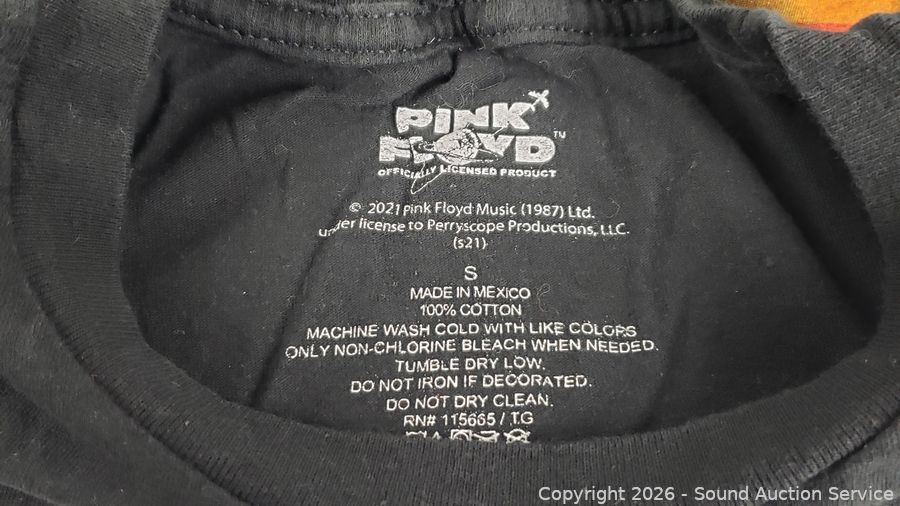 PINK
FLOYD™
OFFICIALLY LICENSED PRODUCT
© 2021 Pink Floyd Music (1987) Ltd.
under license to Perryscope Productions, LLC.
(s21)
S
MADE IN MEXICO
100% COTTON
MACHINE WASH COLD WITH LIKE COLORS
ONLY NON-CHLORINE BLEACH WHEN NEEDED.
TUMBLE DRY LOW.
DO NOT IRON IF DECORATED.
DO NOT DRY CLEAN.
RN# 115665 / TG
Copyright 2026 - Sound Auction Service